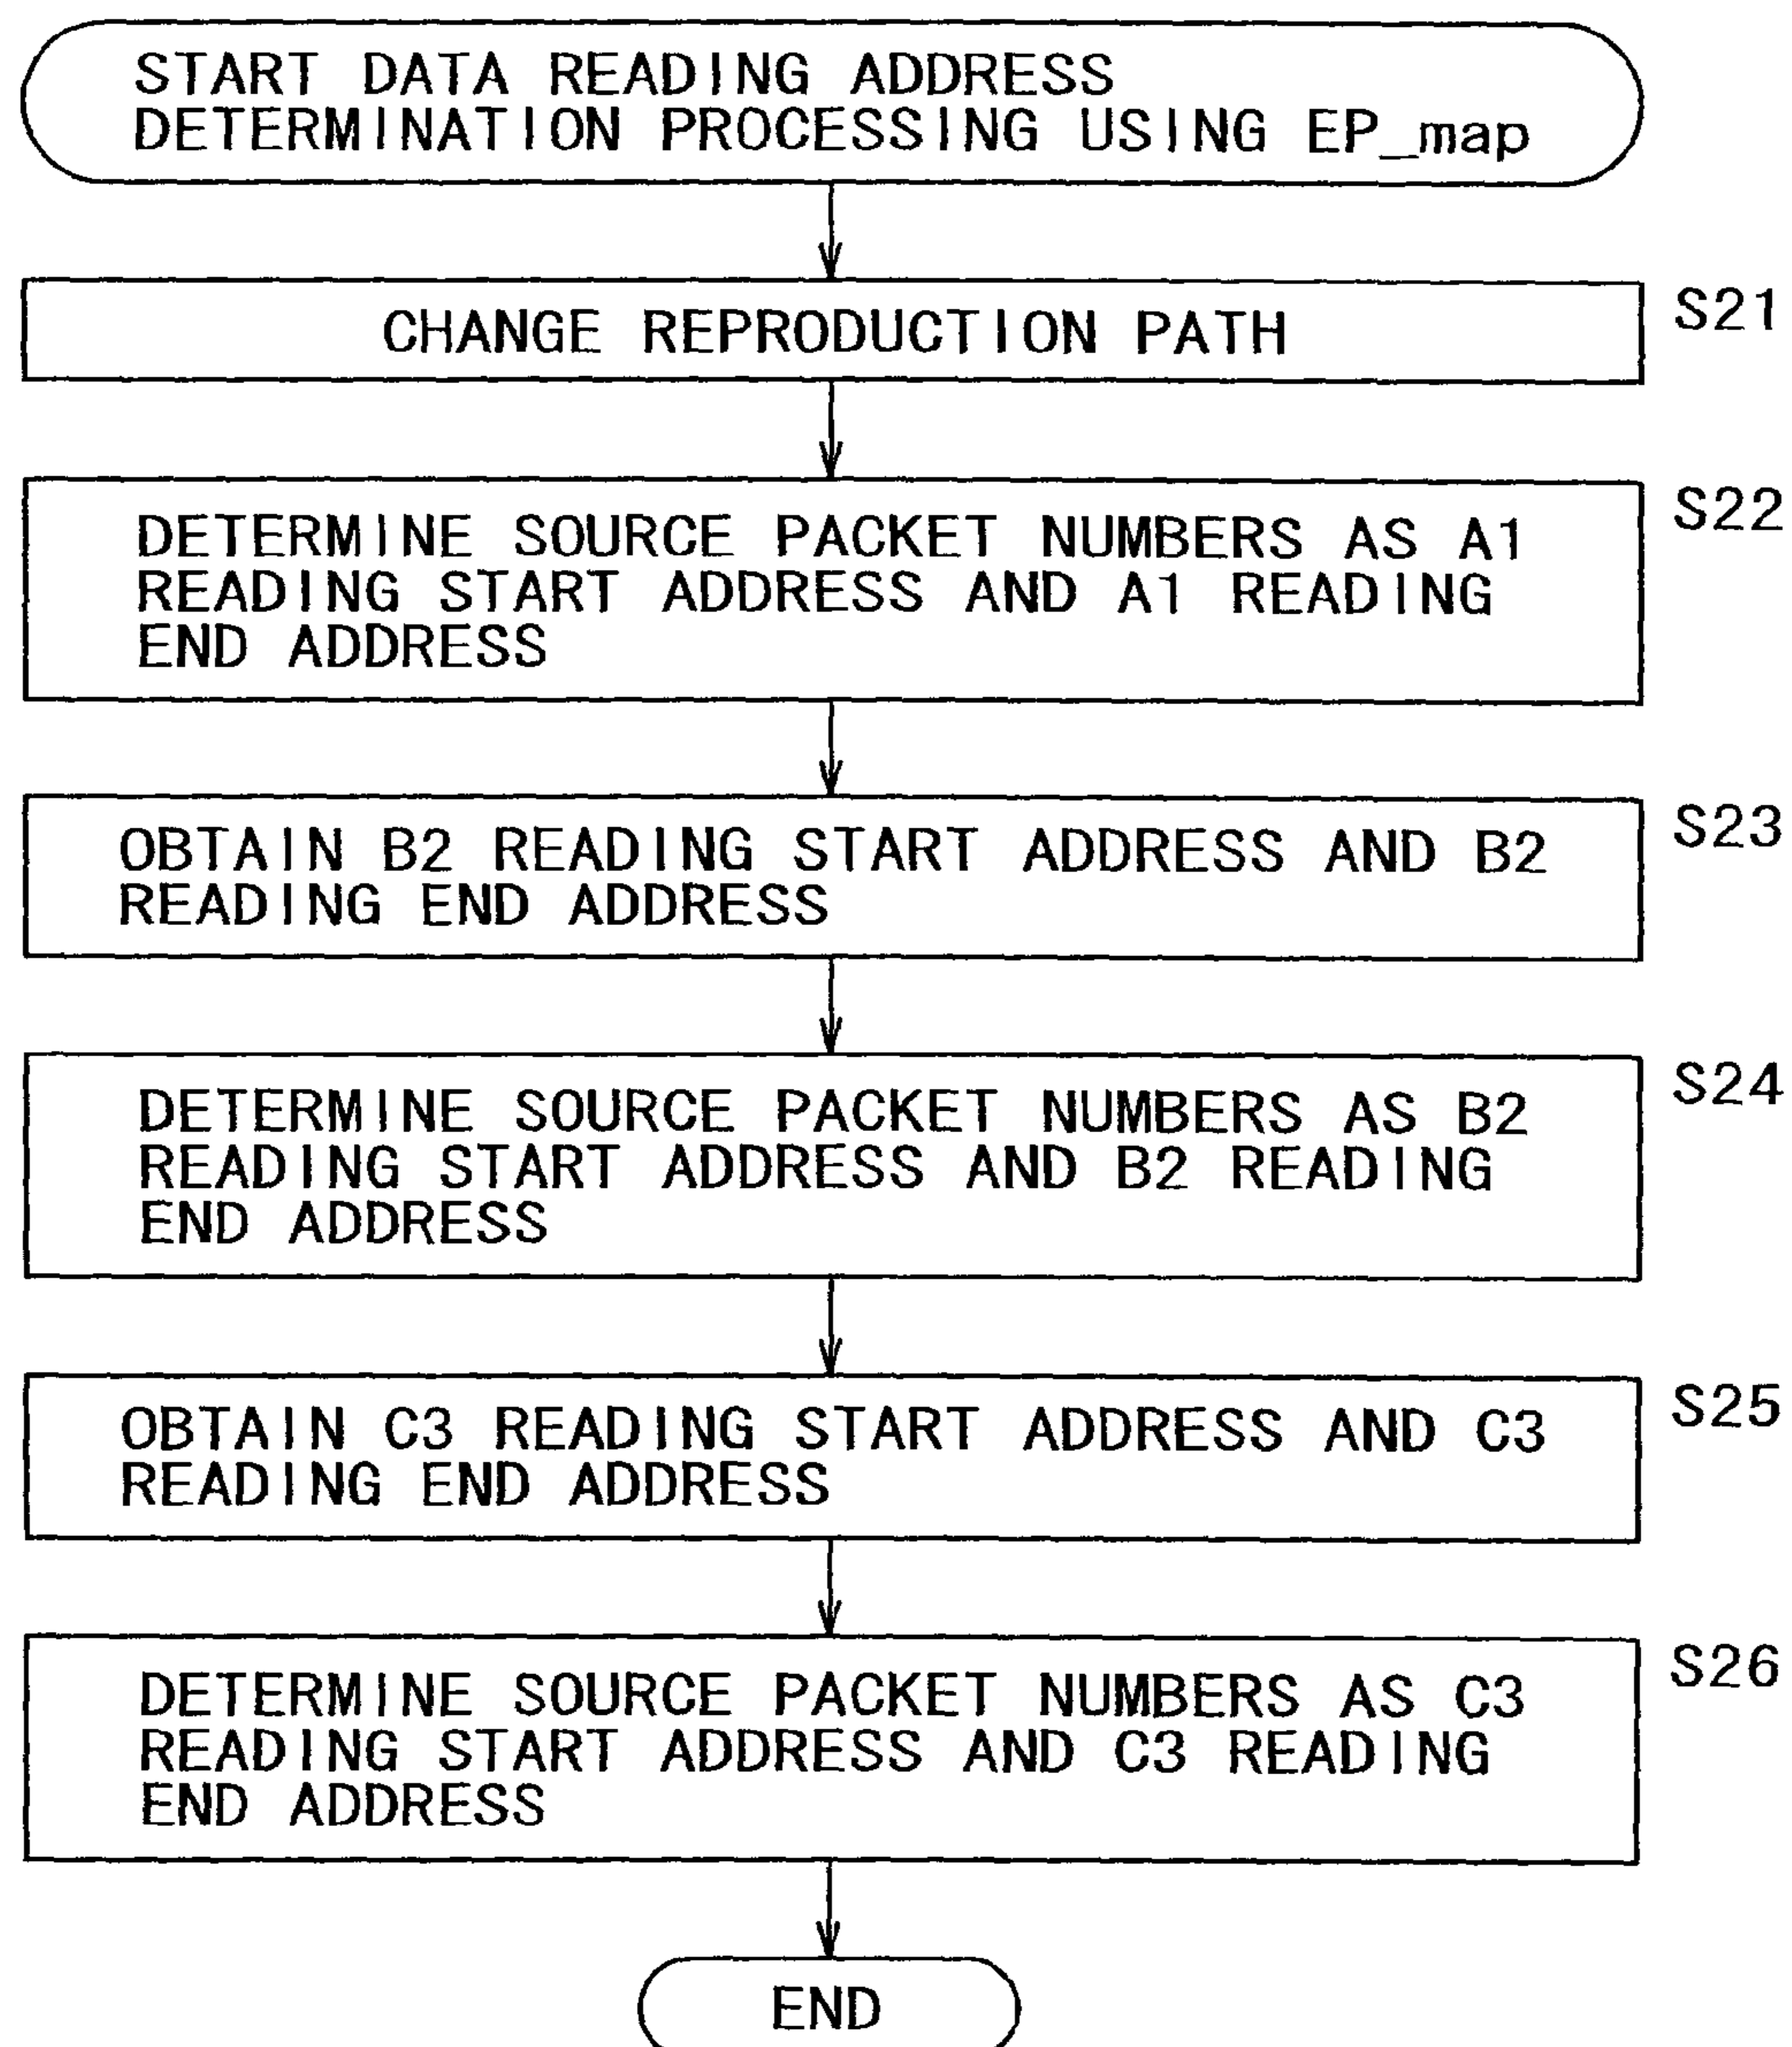 START DATA READING ADDRESS
DETERMINATION PROCESSING USING EP_map
CHANGE REPRODUCTION PATH
S21
DETERMINE SOURCE PACKET NUMBERS AS A1
READING START ADDRESS AND A1 READING
END ADDRESS
S22
OBTAIN B2 READING START ADDRESS AND B2
READING END ADDRESS
S23
DETERMINE SOURCE PACKET NUMBERS AS B2
READING START ADDRESS AND B2 READING
END ADDRESS
S24
OBTAIN C3 READING START ADDRESS AND C3
READING END ADDRESS
S25
DETERMINE SOURCE PACKET NUMBERS AS C3
READING START ADDRESS AND C3 READING
END ADDRESS
S26
END